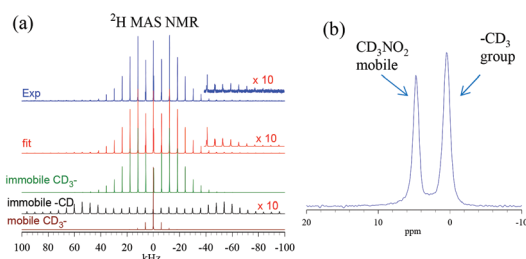 (a)
²H MAS NMR
x 10
Exp
x 10
fit
immobile CD₃-
immobile -CD
x 10
mobile CD₃-
100 80 60 40 20 0 -20 -40 -60 -80 -100
kHz
(b)
CD₃NO₂
mobile
-CD₃
group
20 10 0 -10
ppm